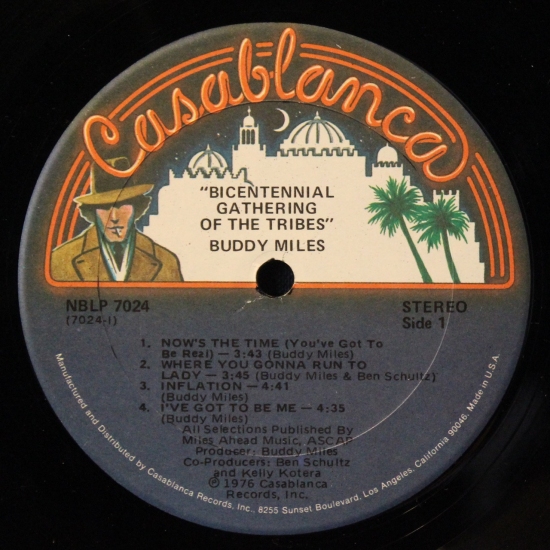 Casablanca
"BICENTENNIAL
GATHERING
OF THE TRIBES"
BUDDY MILES
NBLP 7024
(7024-I)
STEREO
Side 1
1. NOW'S THE TIME (You've Got To
Be Real) — 3:43 (Buddy Miles)
2. WHERE YOU GONNA RUN TO
LADY — 3:45 (Buddy Miles & Ben Schultz)
3. INFLATION — 4:41
(Buddy Miles)
4. I'VE GOT TO BE ME — 4:35
(Buddy Miles)
All Selections Published By
Miles Ahead Music, ASCAP
Producer: Buddy Miles
Co-Producers: Ben Schultz
and Kelly Kotera
℗ 1976 Casablanca
Records, Inc.
Manufactured and Distributed by Casablanca Records, Inc., 8255 Sunset Boulevard, Los Angeles, California 90046. Made in U.S.A.